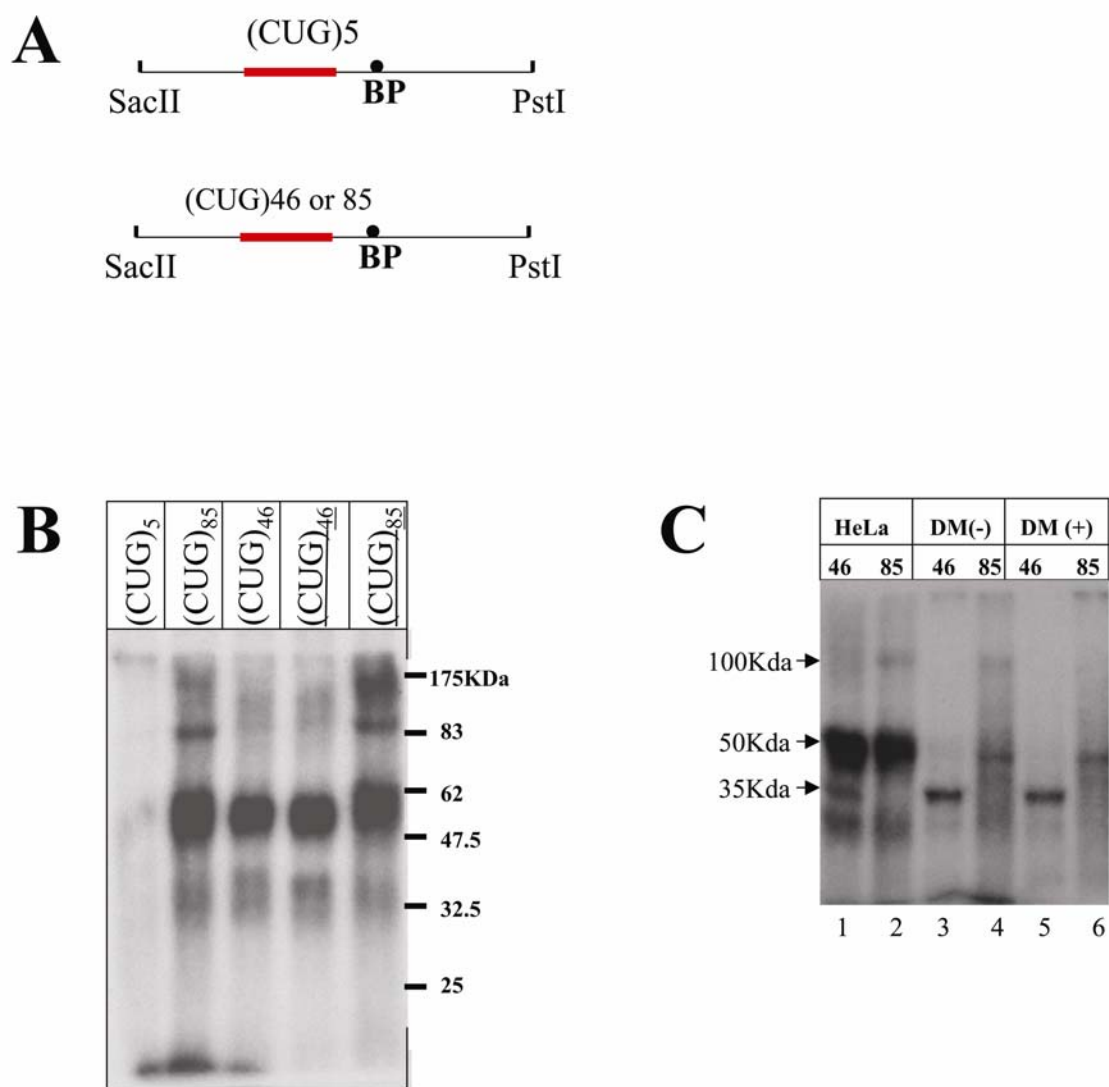 A
(CUG)5
BP
SacII PstI
(CUG)46 or 85
BP
SacII PstI
B
(CUG)5 (CUG)85 (CUG)46 (CUG)46 (CUG)85
175KDa
83
62
47.5
32.5
25
C
HeLa DM(-) DM (+)
46 85 46 85 46 85
100Kda
50Kda
35Kda
1 2 3 4 5 6